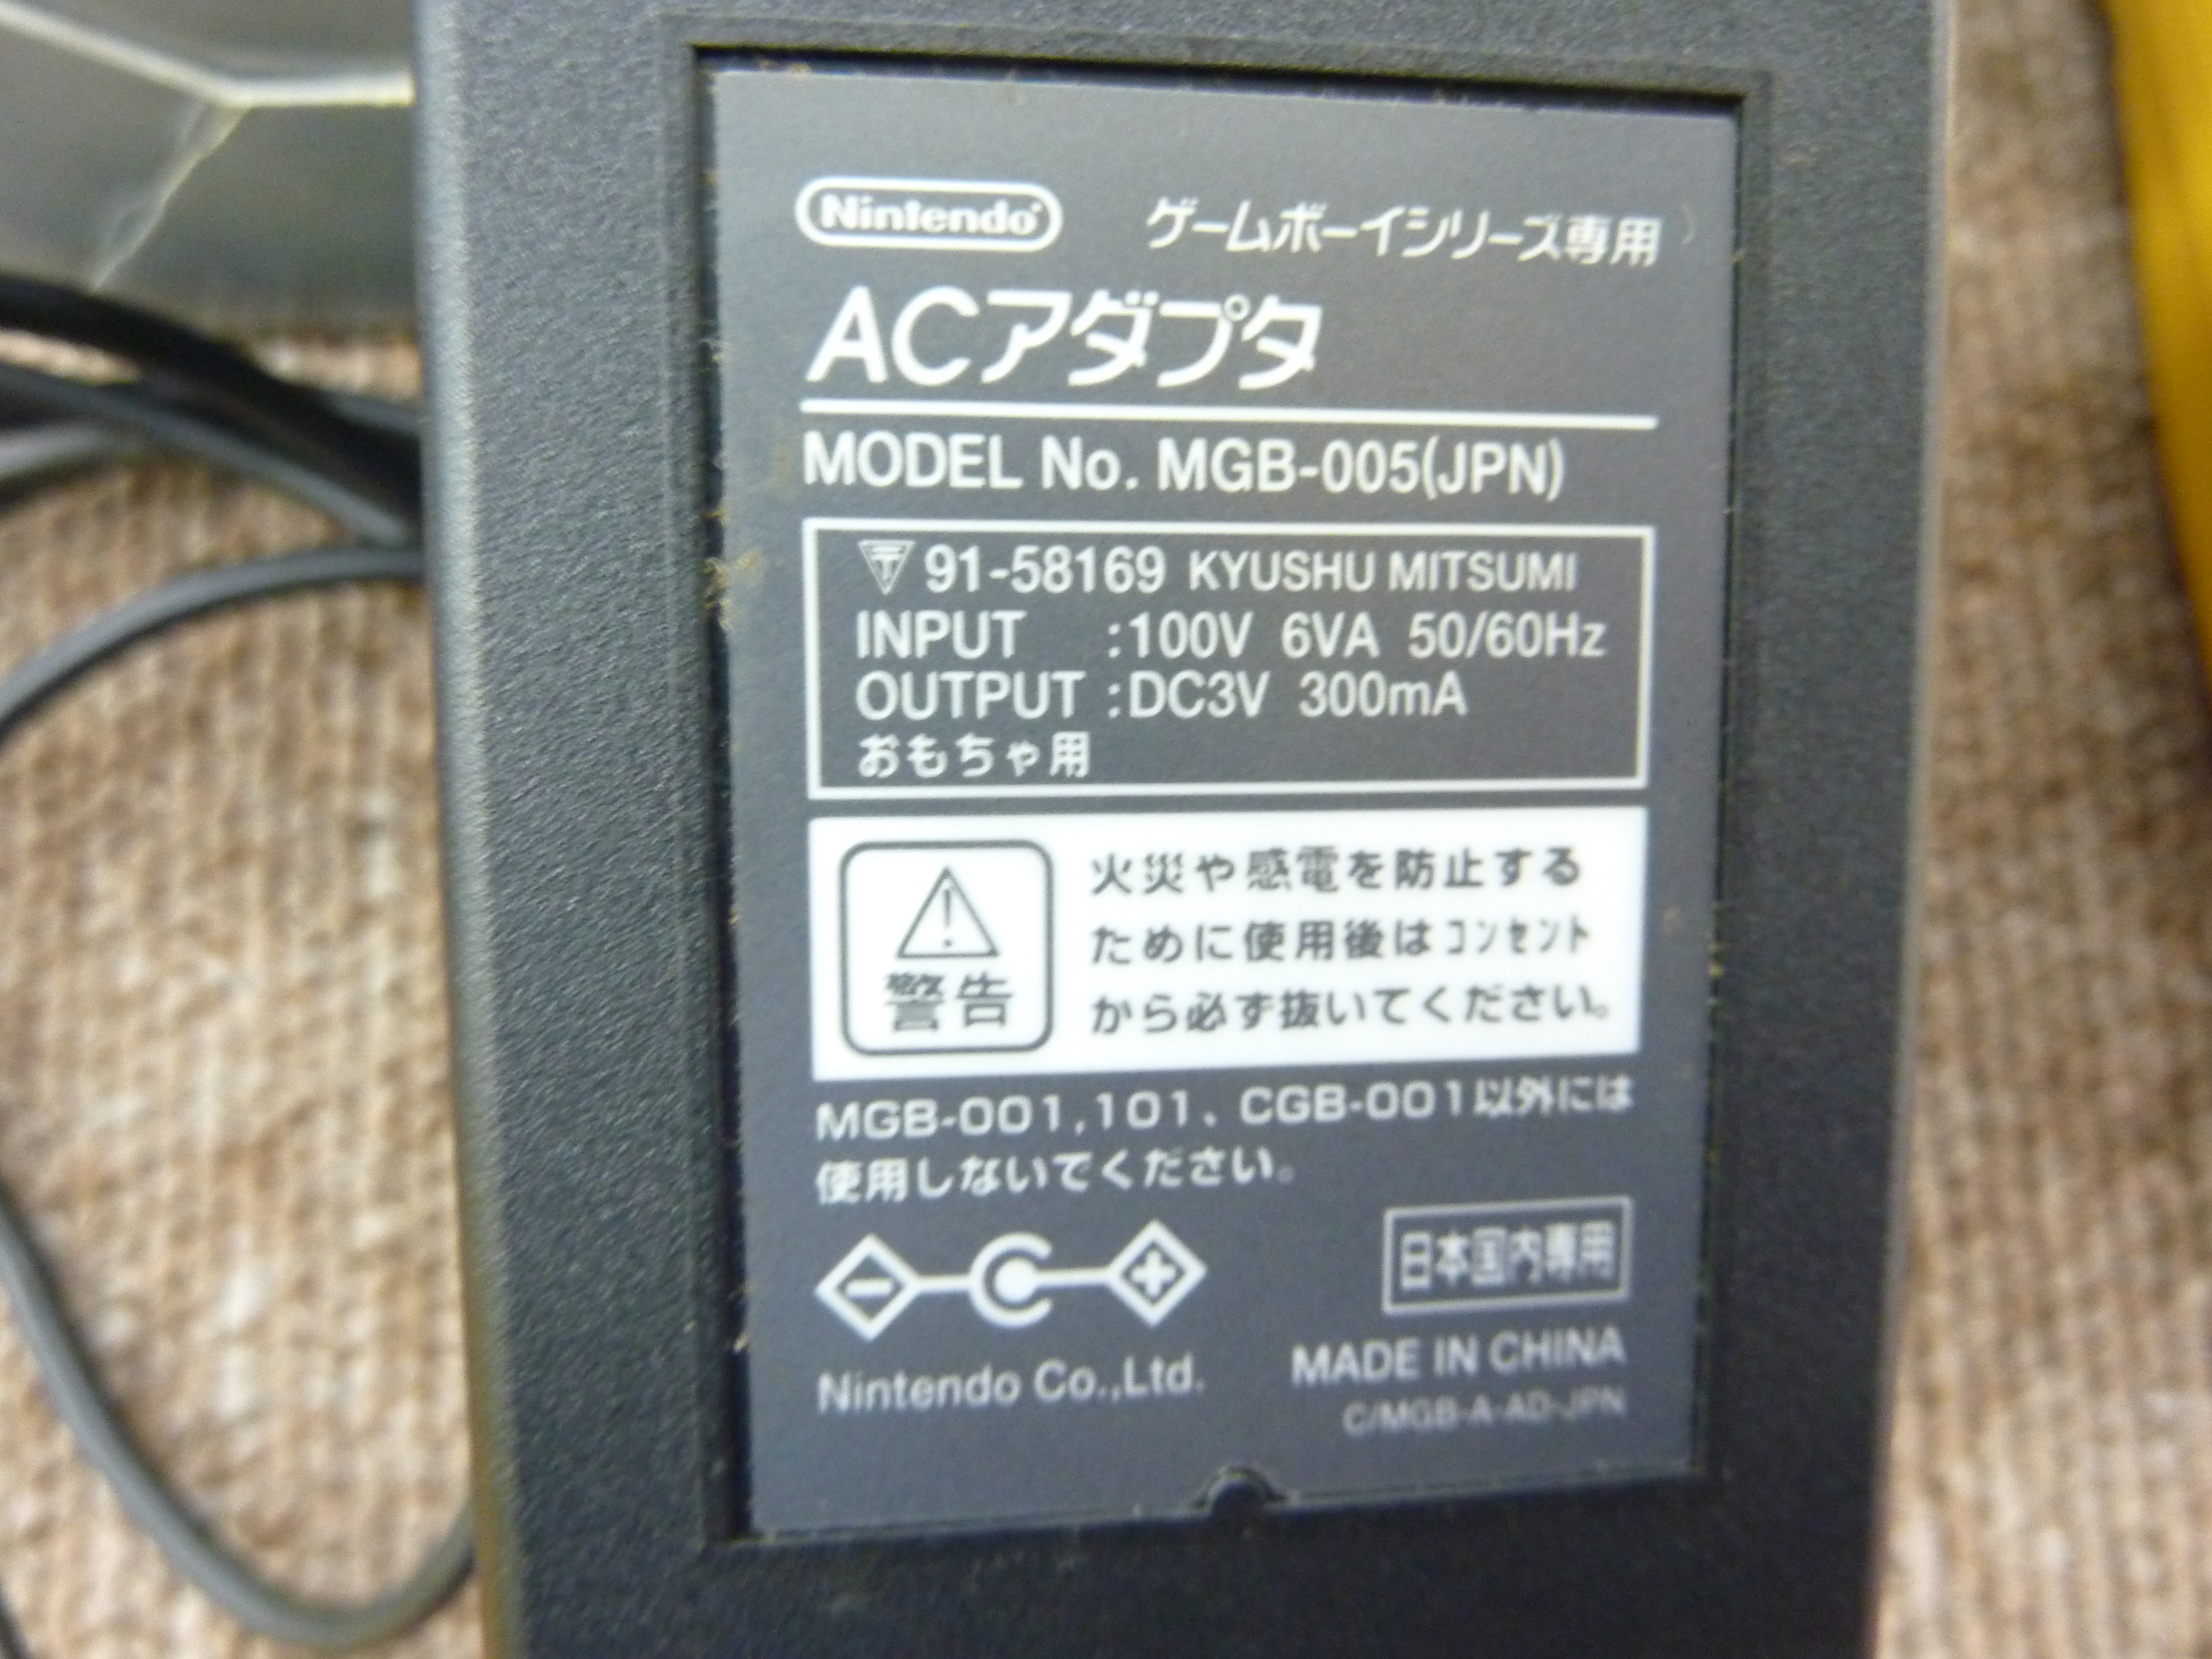 Nintendo ゲームボーイシリーズ専用
ACアダプタ
MODEL No. MGB-005(JPN)
〒 91-58169 KYUSHU MITSUMI
INPUT :100V 6VA 50/60Hz
OUTPUT :DC3V 300mA
おもちゃ用
火災や感電を防止する
ために使用後はコンセント
から必ず抜いてください。
警告
MGB-001,101、CGB-001以外には
使用しないでください。
日本国内専用
Nintendo Co.,Ltd. MADE IN CHINA
C/MGB-A-AD-JPN